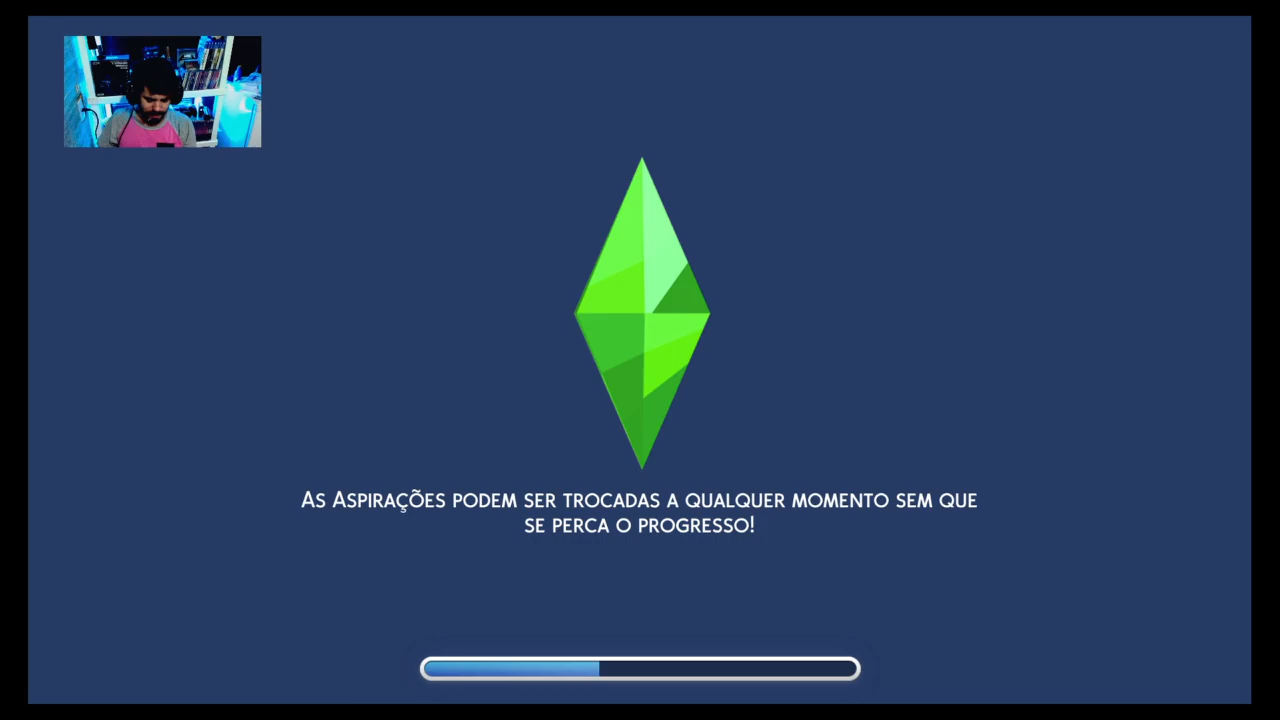 As Aspirações podem ser trocadas a qualquer momento sem que
se perca o progresso!